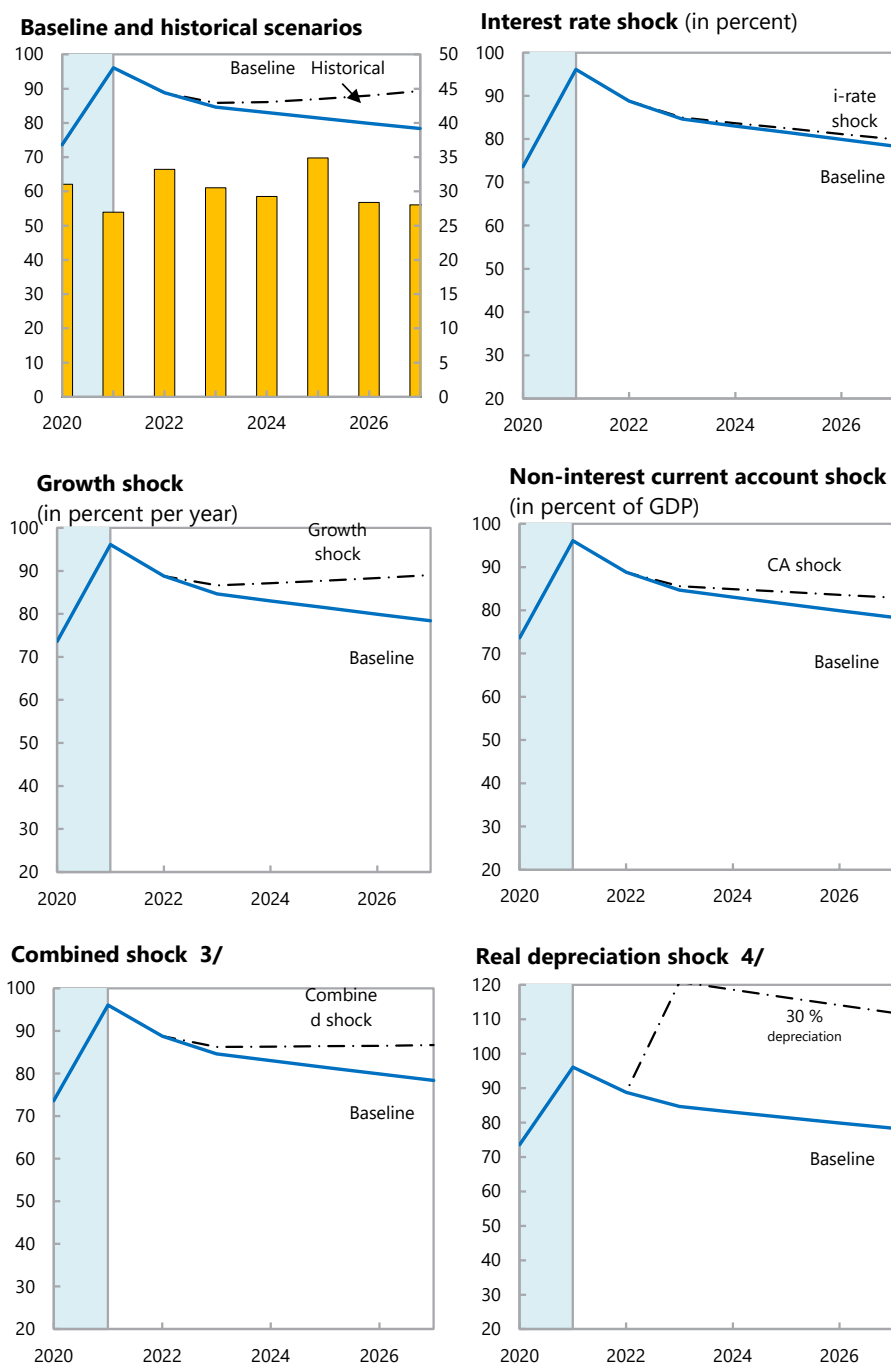 Baseline and historical scenarios
100
90
80
70
60
50
40
30
20
10
0
50
45
40
35
30
25
20
15
10
5
0
Baseline Historical
2020 2022 2024 2026
Interest rate shock (in percent)
100
90
80
70
60
50
40
30
20
i-rate
shock
Baseline
2020 2022 2024 2026
Growth shock
(in percent per year)
100
90
80
70
60
50
40
30
20
Growth
shock
Baseline
2020 2022 2024 2026
Non-interest current account shock
(in percent of GDP)
100
90
80
70
60
50
40
30
20
CA shock
Baseline
2020 2022 2024 2026
Combined shock 3/
100
90
80
70
60
50
40
30
20
Combine
d shock
Baseline
2020 2022 2024 2026
Real depreciation shock 4/
120
110
100
90
80
70
60
50
40
30
20
30 %
depreciation
Baseline
2020 2022 2024 2026